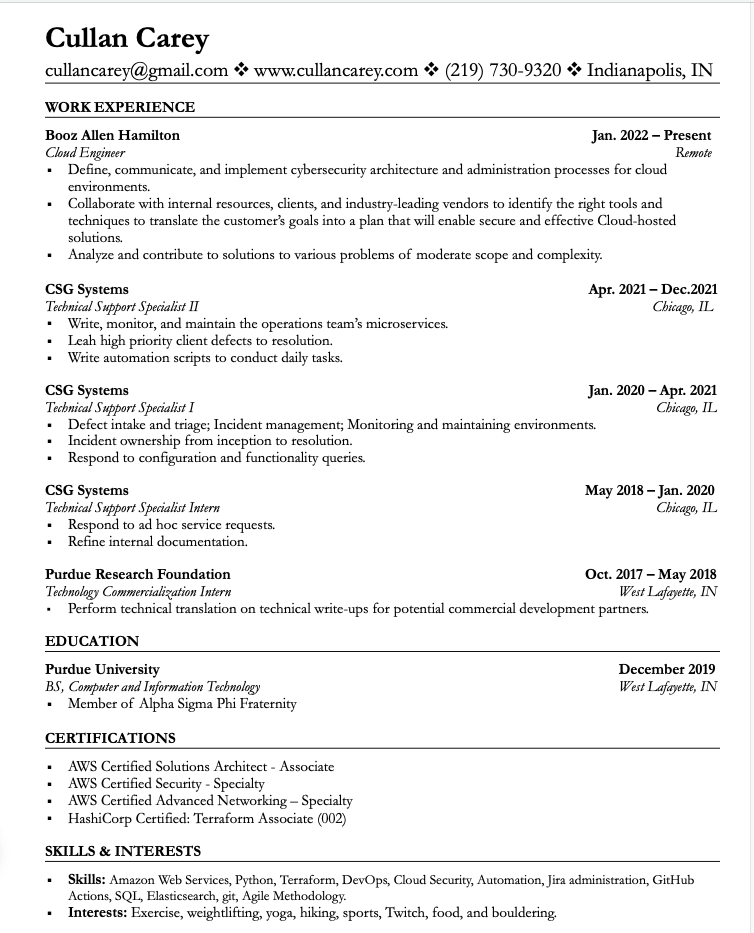 Cullan Carey
cullancarey@gmail.com ❖ www.cullancarey.com ❖ (219) 730-9320 ❖ Indianapolis, IN
WORK EXPERIENCE
Booz Allen Hamilton Jan. 2022 – Present
Cloud Engineer Remote
▪ Define, communicate, and implement cybersecurity architecture and administration processes for cloud
environments.
▪ Collaborate with internal resources, clients, and industry-leading vendors to identify the right tools and
techniques to translate the customer's goals into a plan that will enable secure and effective Cloud-hosted
solutions.
▪ Analyze and contribute to solutions to various problems of moderate scope and complexity.
CSG Systems Apr. 2021 – Dec.2021
Technical Support Specialist II Chicago, IL
▪ Write, monitor, and maintain the operations team's microservices.
▪ Leah high priority client defects to resolution.
▪ Write automation scripts to conduct daily tasks.
CSG Systems Jan. 2020 – Apr. 2021
Technical Support Specialist I Chicago, IL
▪ Defect intake and triage; Incident management; Monitoring and maintaining environments.
▪ Incident ownership from inception to resolution.
▪ Respond to configuration and functionality queries.
CSG Systems May 2018 – Jan. 2020
Technical Support Specialist Intern Chicago, IL
▪ Respond to ad hoc service requests.
▪ Refine internal documentation.
Purdue Research Foundation Oct. 2017 – May 2018
Technology Commercialization Intern West Lafayette, IN
▪ Perform technical translation on technical write-ups for potential commercial development partners.
EDUCATION
Purdue University December 2019
BS, Computer and Information Technology West Lafayette, IN
▪ Member of Alpha Sigma Phi Fraternity
CERTIFICATIONS
▪ AWS Certified Solutions Architect - Associate
▪ AWS Certified Security - Specialty
▪ AWS Certified Advanced Networking – Specialty
▪ HashiCorp Certified: Terraform Associate (002)
SKILLS & INTERESTS
▪ Skills: Amazon Web Services, Python, Terraform, DevOps, Cloud Security, Automation, Jira administration, GitHub
Actions, SQL, Elasticsearch, git, Agile Methodology.
▪ Interests: Exercise, weightlifting, yoga, hiking, sports, Twitch, food, and bouldering.